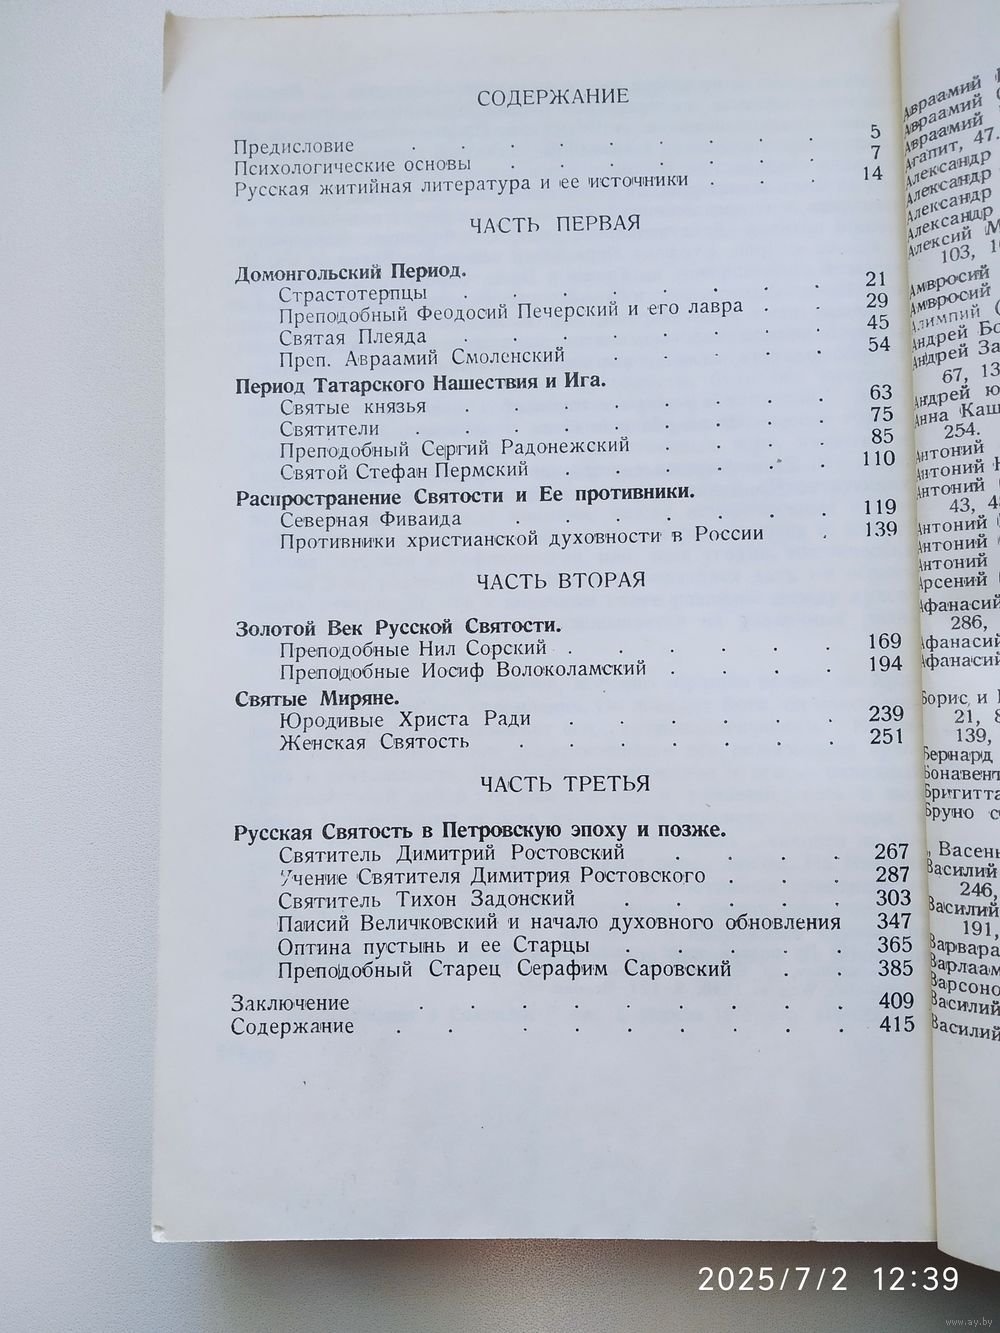 СОДЕРЖАНИЕ
Предисловие . . . . . . . . 5
Психологические основы . . . . . . 7
Русская житийная литература и ее источники . . . 14
ЧАСТЬ ПЕРВАЯ
Домонгольский Период.
Страстотерпцы . . . . . . . 21
Преподобный Феодосий Печерский и его лавра . . 29
Святая Плеяда . . . . . . . 45
Преп. Авраамий Смоленский . . . . 54
Период Татарского Нашествия и Ига.
Святые князья . . . . . . . 63
Святители . . . . . . . . 75
Преподобный Сергий Радонежский . . . 85
Святой Стефан Пермский . . . . . 110
Распространение Святости и Ее противники.
Северная Фиваида . . . . . . 119
Противники христианской духовности в России . 139
ЧАСТЬ ВТОРАЯ
Золотой Век Русской Святости.
Преподобные Нил Сорский . . . . . 169
Преподобные Иосиф Волоколамский . . . 194
Святые Миряне.
Юродивые Христа Ради . . . . . 239
Женская Святость . . . . . . 251
ЧАСТЬ ТРЕТЬЯ
Русская Святость в Петровскую эпоху и позже.
Святитель Димитрий Ростовский . . . . 267
Учение Святителя Димитрия Ростовского . . . 287
Святитель Тихон Задонский . . . . 303
Паисий Величковский и начало духовного обновления 347
Оптина пустынь и ее Старцы . . . . . 365
Преподобный Старец Серафим Саровский . . 385
Заключение . . . . . . . . 409
Содержание . . . . . . . . . 415
Авраамий
Авраамий
Авраамий
Агапит, 47.
Александр
Александр
Александр
Александр
Алексий
103,
Амвросий
Амвросий
Алимпий
Андрей
Андрей
67,
Андрей
Анна
254.
Антоний
Антоний
Антоний
43,
Антоний
Антоний
Антоний
Арсений
Афанасий
286,
Афанасий
Афанасий
Борис, и
21,
139,
Бернард
Бригитта
Бруно
Василий
246,
Василий
191,
Варвара
Василий
Василий
2025/7/2 12:39
www.ay.by